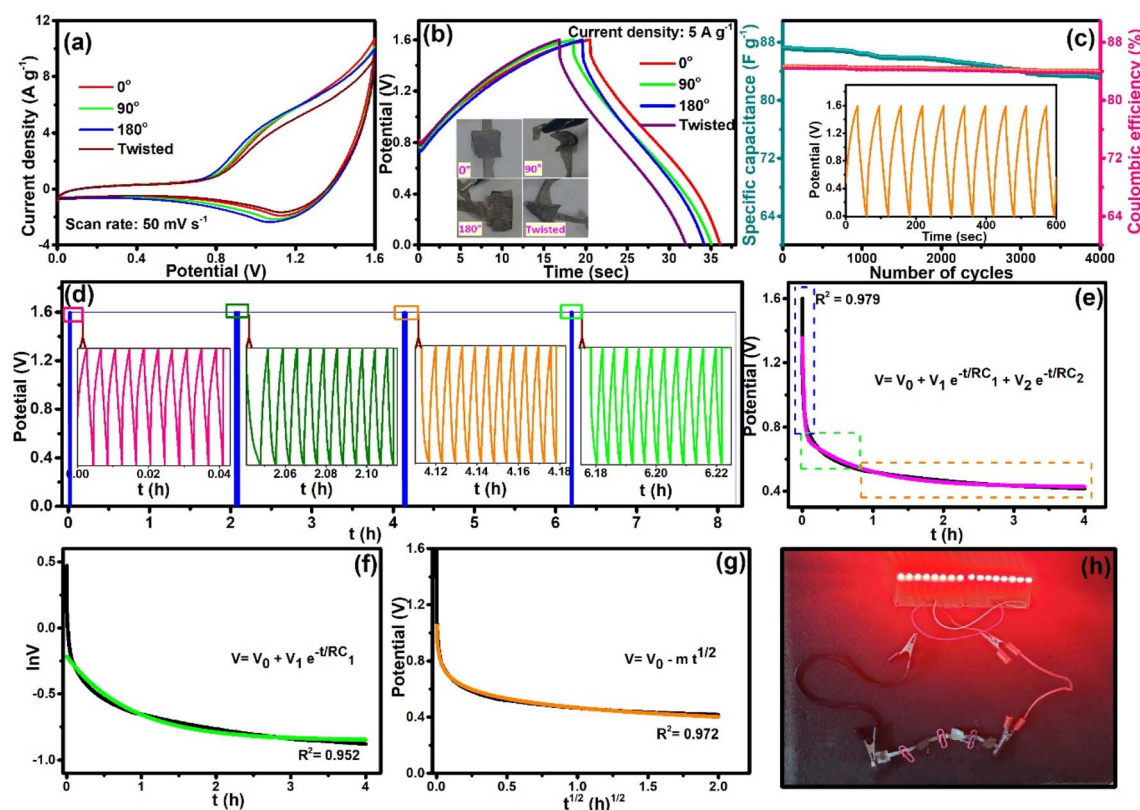 (a)
Current density (A g⁻¹)
12
8
4
0
-4
0°
90°
180°
Twisted
Scan rate: 50 mV s⁻¹
0.0 0.4 0.8 1.2 1.6
Potential (V)
(b)
Current density: 5 A g⁻¹
Potential (V)
1.6
1.2
0.8
0.4
0.0
0°
90°
180°
Twisted
0°
90°
180°
Twisted
0 5 10 15 20 25 30 35
Time (sec)
(c)
Specific capacitance (F g⁻¹)
88
80
72
64
Coulombic efficiency (%)
88
80
72
64
Potential (V)
1.6
1.2
0.8
0.4
0.0
0 200 400 600
Time (sec)
0 1000 2000 3000 4000
Number of cycles
(d)
Potetial (V)
1.6
1.2
0.8
0.4
0.0
0.00 0.02 0.04
t (h)
2.06 2.08 2.10
t (h)
4.12 4.14 4.16 4.18
t (h)
6.18 6.20 6.22
t (h)
0 1 2 3 4 5 6 7 8
t (h)
(e)
R² = 0.979
V= V₀ + V₁ e⁻ᵗ/ᴿᶜ₁ + V₂ e⁻ᵗ/ᴿᶜ₂
Potetial (V)
1.6
1.2
0.8
0.4
0 1 2 3 4
t (h)
(f)
lnV
0.5
0.0
-0.5
-1.0
V= V₀ + V₁ e⁻ᵗ/ᴿᶜ₁
R²= 0.952
0 1 2 3 4
t (h)
(g)
Potential (V)
1.6
1.2
0.8
0.4
0.0
V= V₀ - m t¹/²
R²= 0.972
0.0 0.5 1.0 1.5 2.0
t¹/² (h)¹/²
(h)